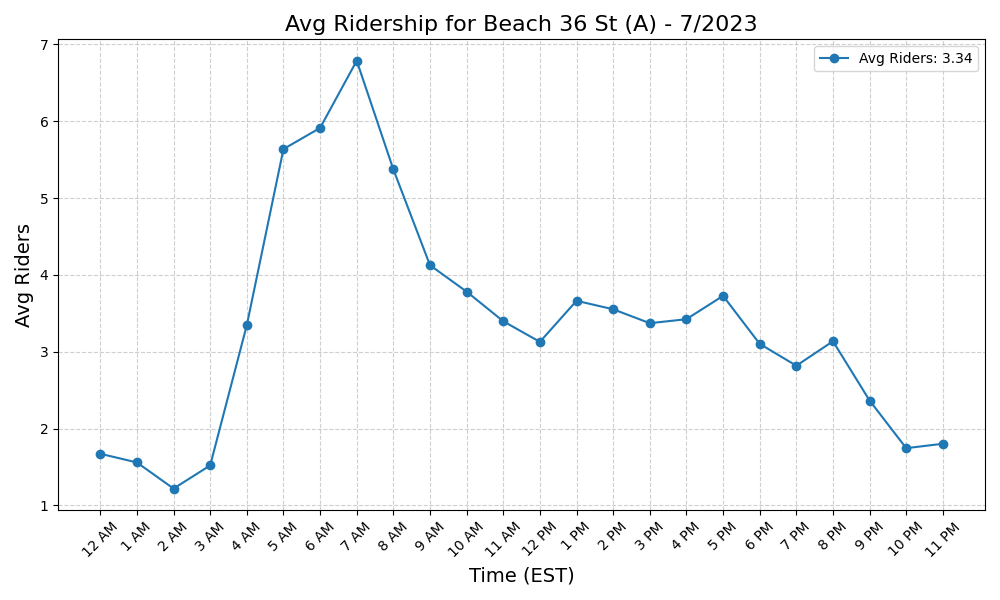 Avg Ridership for Beach 36 St (A) - 7/2023
Avg Riders: 3.34
7
6
5
4
3
2
1
Avg Riders
12 AM
1 AM
2 AM
3 AM
4 AM
5 AM
6 AM
7 AM
8 AM
9 AM
10 AM
11 AM
12 PM
1 PM
2 PM
3 PM
4 PM
5 PM
6 PM
7 PM
8 PM
9 PM
10 PM
11 PM
Time (EST)